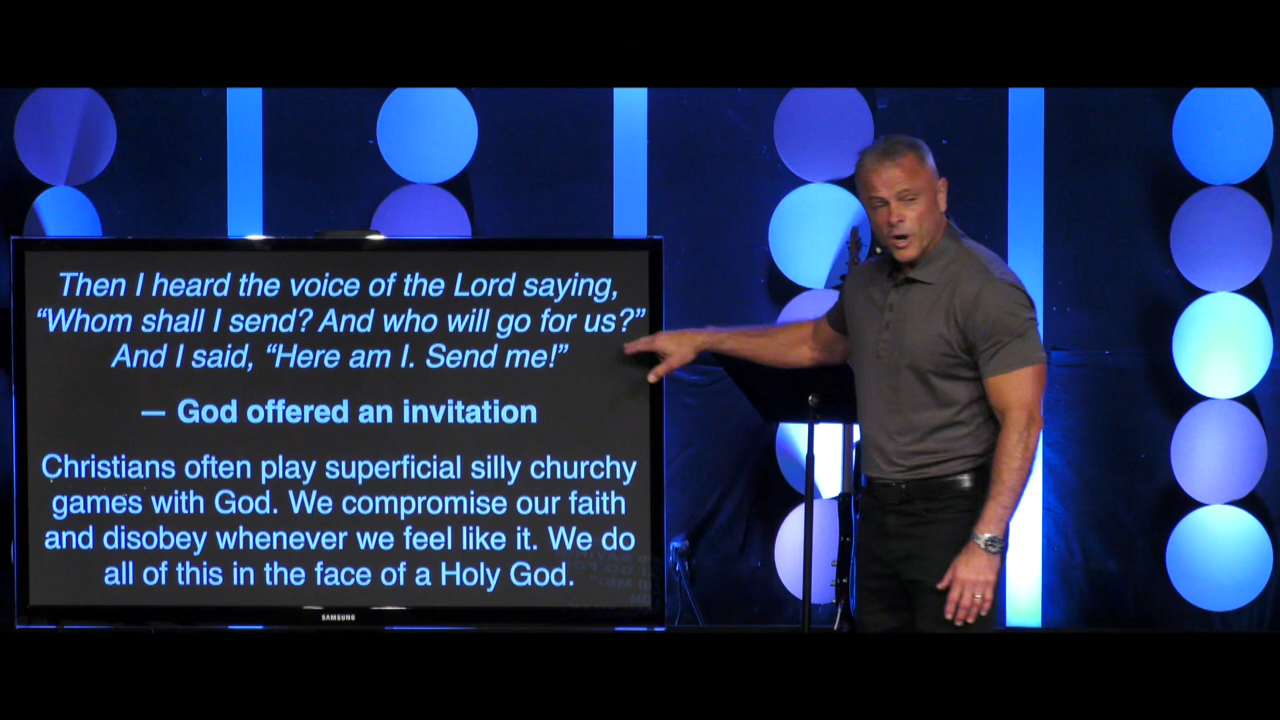 Then I heard the voice of the Lord saying,
“Whom shall I send? And who will go for us?”
And I said, “Here am I. Send me!”
— God offered an invitation
Christians often play superficial silly churchy
games with God. We compromise our faith
and disobey whenever we feel like it. We do
all of this in the face of a Holy God.
SAMSUNG